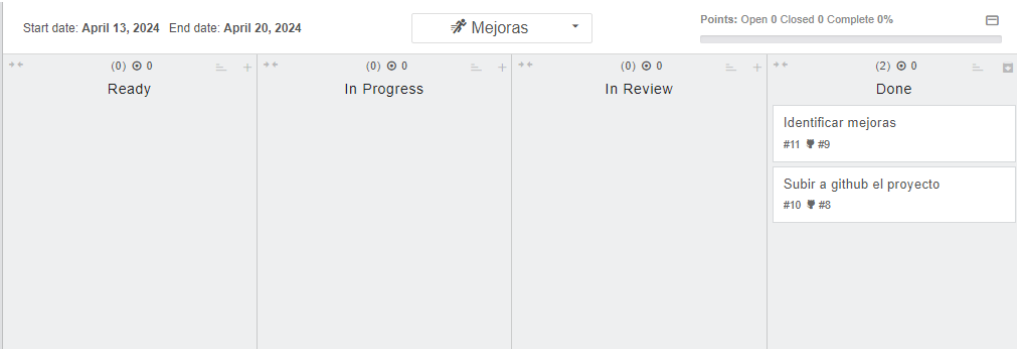 Start date: April 13, 2024 End date: April 20, 2024
Mejoras
Points: Open 0 Closed 0 Complete 0%
(0) 0
Ready
(0) 0
In Progress
(0) 0
In Review
(2) 0
Done
Identificar mejoras
#11 #9
Subir a github el proyecto
#10 #8